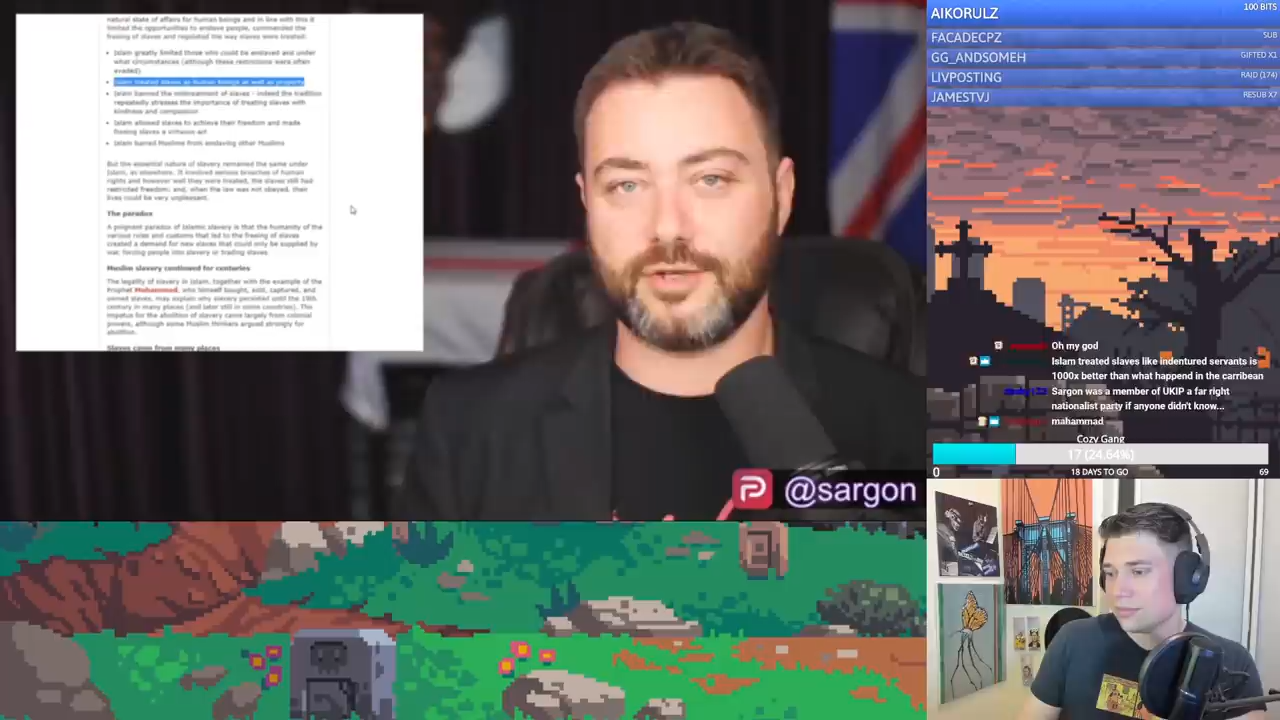 natural state of affairs for human beings and in line with this it
limited the opportunities to enslave people, commended the
freeing of slaves and regulated the way slaves were treated:
Islam greatly limited those who could be enslaved and under
what circumstances (although these restrictions were often
evaded)
Islam treated slaves as human beings as well as property
Islam banned the mistreatment of slaves - indeed the tradition
repeatedly stresses the importance of treating slaves with
kindness and compassion
Islam allowed slaves to achieve their freedom and made
freeing slaves a virtuous act
Islam barred Muslims from enslaving other Muslims
But the essential nature of slavery remained the same under
Islam, as elsewhere. It involved serious breaches of human
rights and however well they were treated, the slaves still had
restricted freedom; and, when the law was not obeyed, their
lives could be very unpleasant.
The paradox
A poignant paradox of Islamic slavery is that the humanity of the
various rules and customs that led to the freeing of slaves
created a demand for new slaves that could only be supplied by
war, forcing people into slavery or trading slaves
Muslim slavery continued for centuries
The legality of slavery in Islam, together with the example of the
Prophet Muhammad, who himself bought, sold, captured, and
owned slaves, may explain why slavery persisted until the 19th
century in many places (and later still in some countries). The
impetus for the abolition of slavery came largely from colonial
powers, although some Muslim thinkers argued strongly for
abolition.
Slaves came from many places
@sargon
AIKORULZ 100 BITS
FACADECPZ SUB
GG_ANDSOMEH GIFTED X1
LIVPOSTING RAID (174)
JAMESTVJ RESUB X7
Oh my god
Islam treated slaves like indentured servants is
1000x better than what happend in the carribean
Sargon was a member of UKIP a far right
nationalist party if anyone didn't know...
mahammad
Cozy Gang
17 (24.64%)
0 18 DAYS TO GO 69